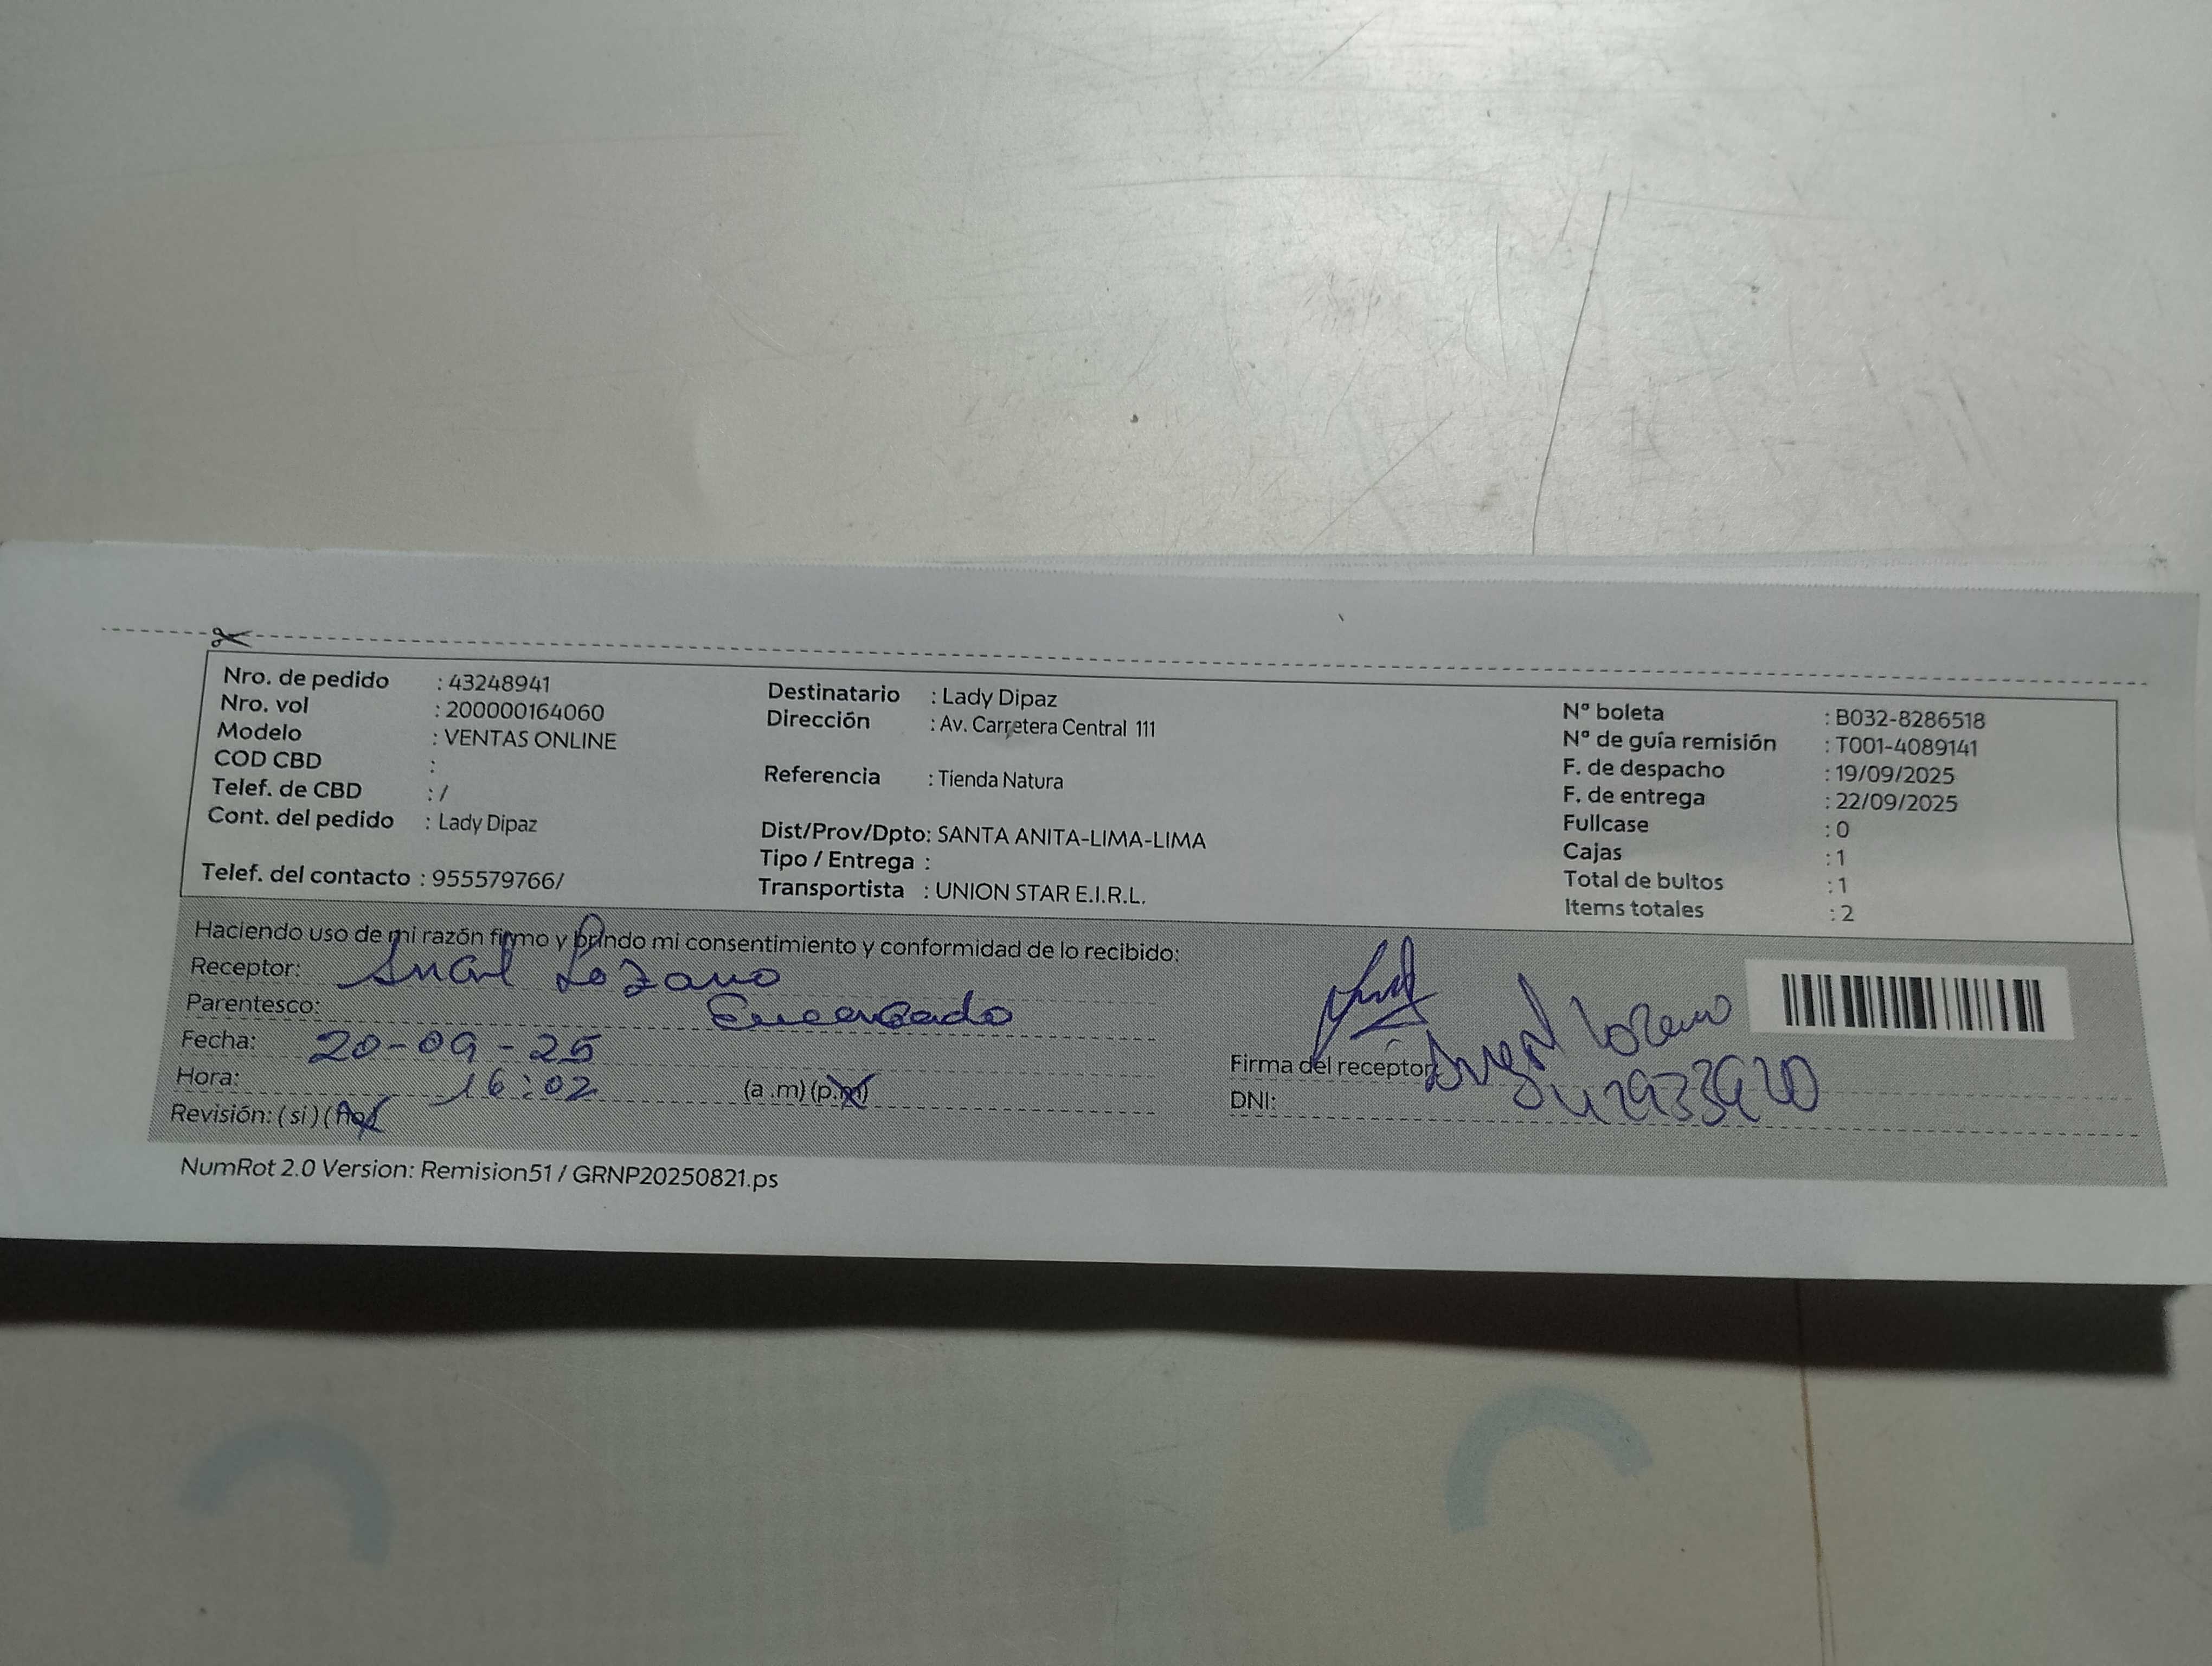 Nro. de pedido : 43248941
Nro. vol : 200000164060
Modelo : VENTAS ONLINE
COD CBD :
Telef. de CBD : /
Cont. del pedido : Lady Dipaz
Telef. del contacto : 955579766/
Destinatario : Lady Dipaz
Dirección : Av. Carretera Central 111
Referencia : Tienda Natura
Dist/Prov/Dpto: SANTA ANITA-LIMA-LIMA
Tipo / Entrega :
Transportista : UNION STAR E.I.R.L.
Nº boleta : B032-8286518
Nº de guía remisión : T001-4089141
F. de despacho : 19/09/2025
F. de entrega : 22/09/2025
Fullcase : 0
Cajas : 1
Total de bultos : 1
Items totales : 2
Haciendo uso de mi razón firmo y brindo mi consentimiento y conformidad de lo recibido:
Receptor: Angel Lozano
Parentesco: Encargado
Fecha: 20-09-25
Hora: 16:02 (a.m) (p.m)
Revisión: (si) (no)
Firma del receptor Angel Lozano
DNI:
NumRot 2.0 Version: Remision51 / GRNP20250821.ps